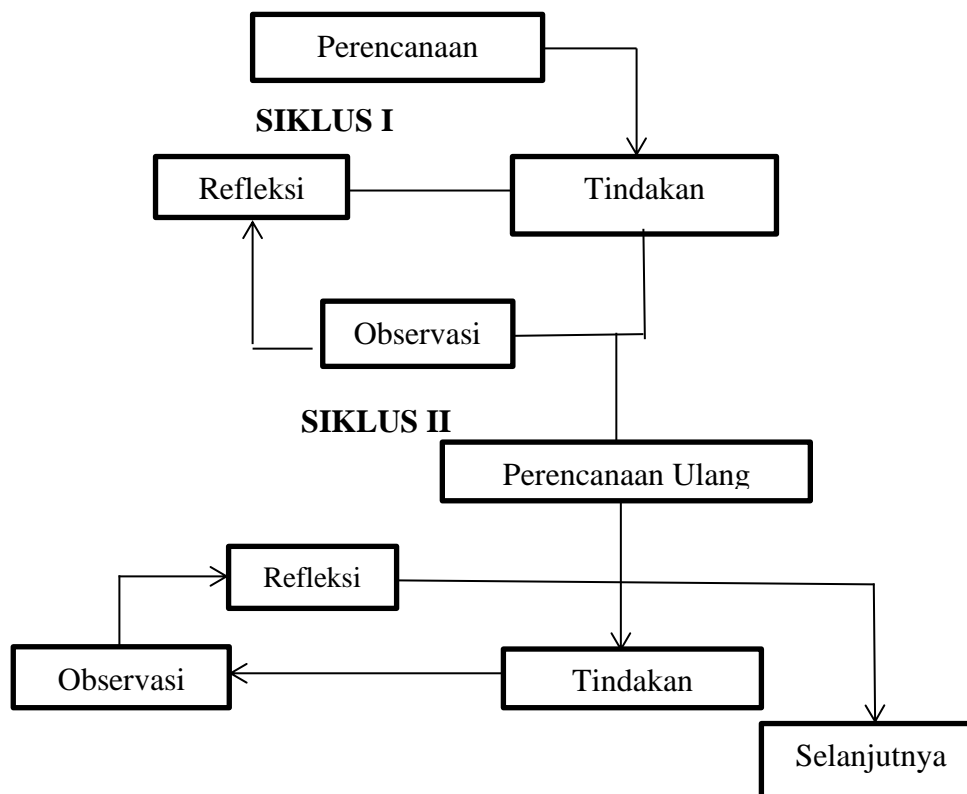 Perencanaan
SIKLUS I
Refleksi
Tindakan
Observasi
SIKLUS II
Perencanaan Ulang
Refleksi
Observasi
Tindakan
Selanjutnya